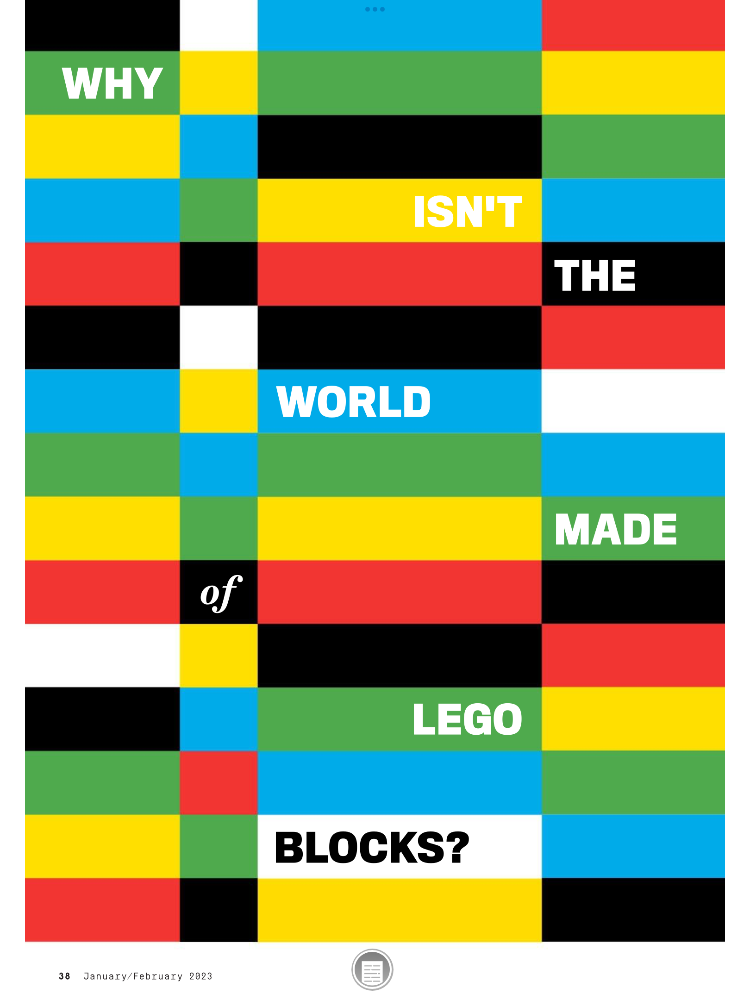 WHY
ISN'T
THE
WORLD
MADE
of
LEGO
BLOCKS?
38 January/February 2023